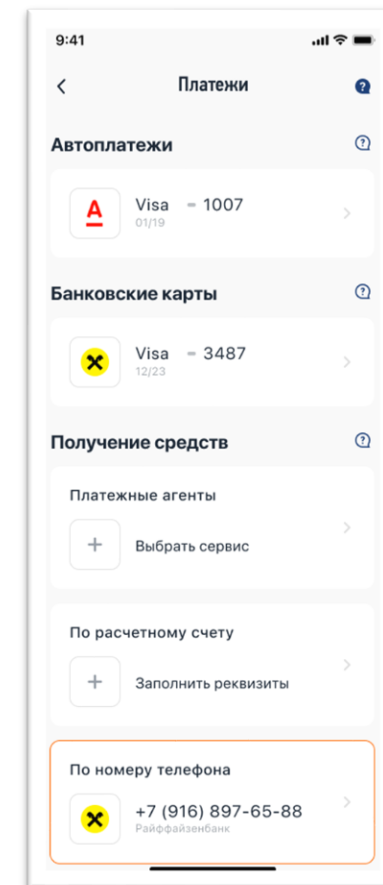 9:41
Платежи
Автоплатежи
Visa - 1007
01/19
Банковские карты
Visa - 3487
12/23
Получение средств
Платежные агенты
+ Выбрать сервис
По расчетному счету
+ Заполнить реквизиты
По номеру телефона
+7 (916) 897-65-88
Райффайзенбанк